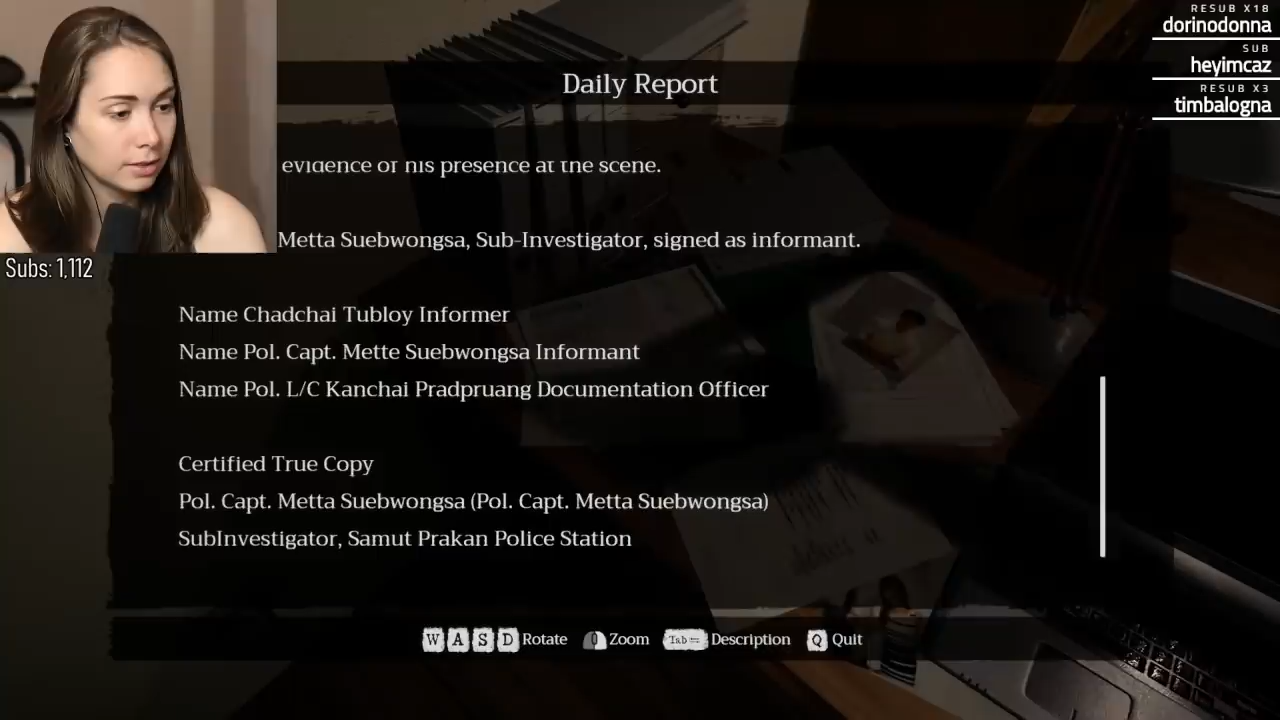 RESUB X18
dorinodonna
SUB
heyimcaz
RESUB X3
timbalogna
Daily Report
evidence of his presence at the scene.
Metta Suebwongsa, Sub-Investigator, signed as informant.
Subs: 1,112
Name Chadchai Tubloy Informer
Name Pol. Capt. Mette Suebwongsa Informant
Name Pol. L/C Kanchai Pradpruang Documentation Officer
Certified True Copy
Pol. Capt. Metta Suebwongsa (Pol. Capt. Metta Suebwongsa)
SubInvestigator, Samut Prakan Police Station
W A S D Rotate Zoom Tab Description Q Quit